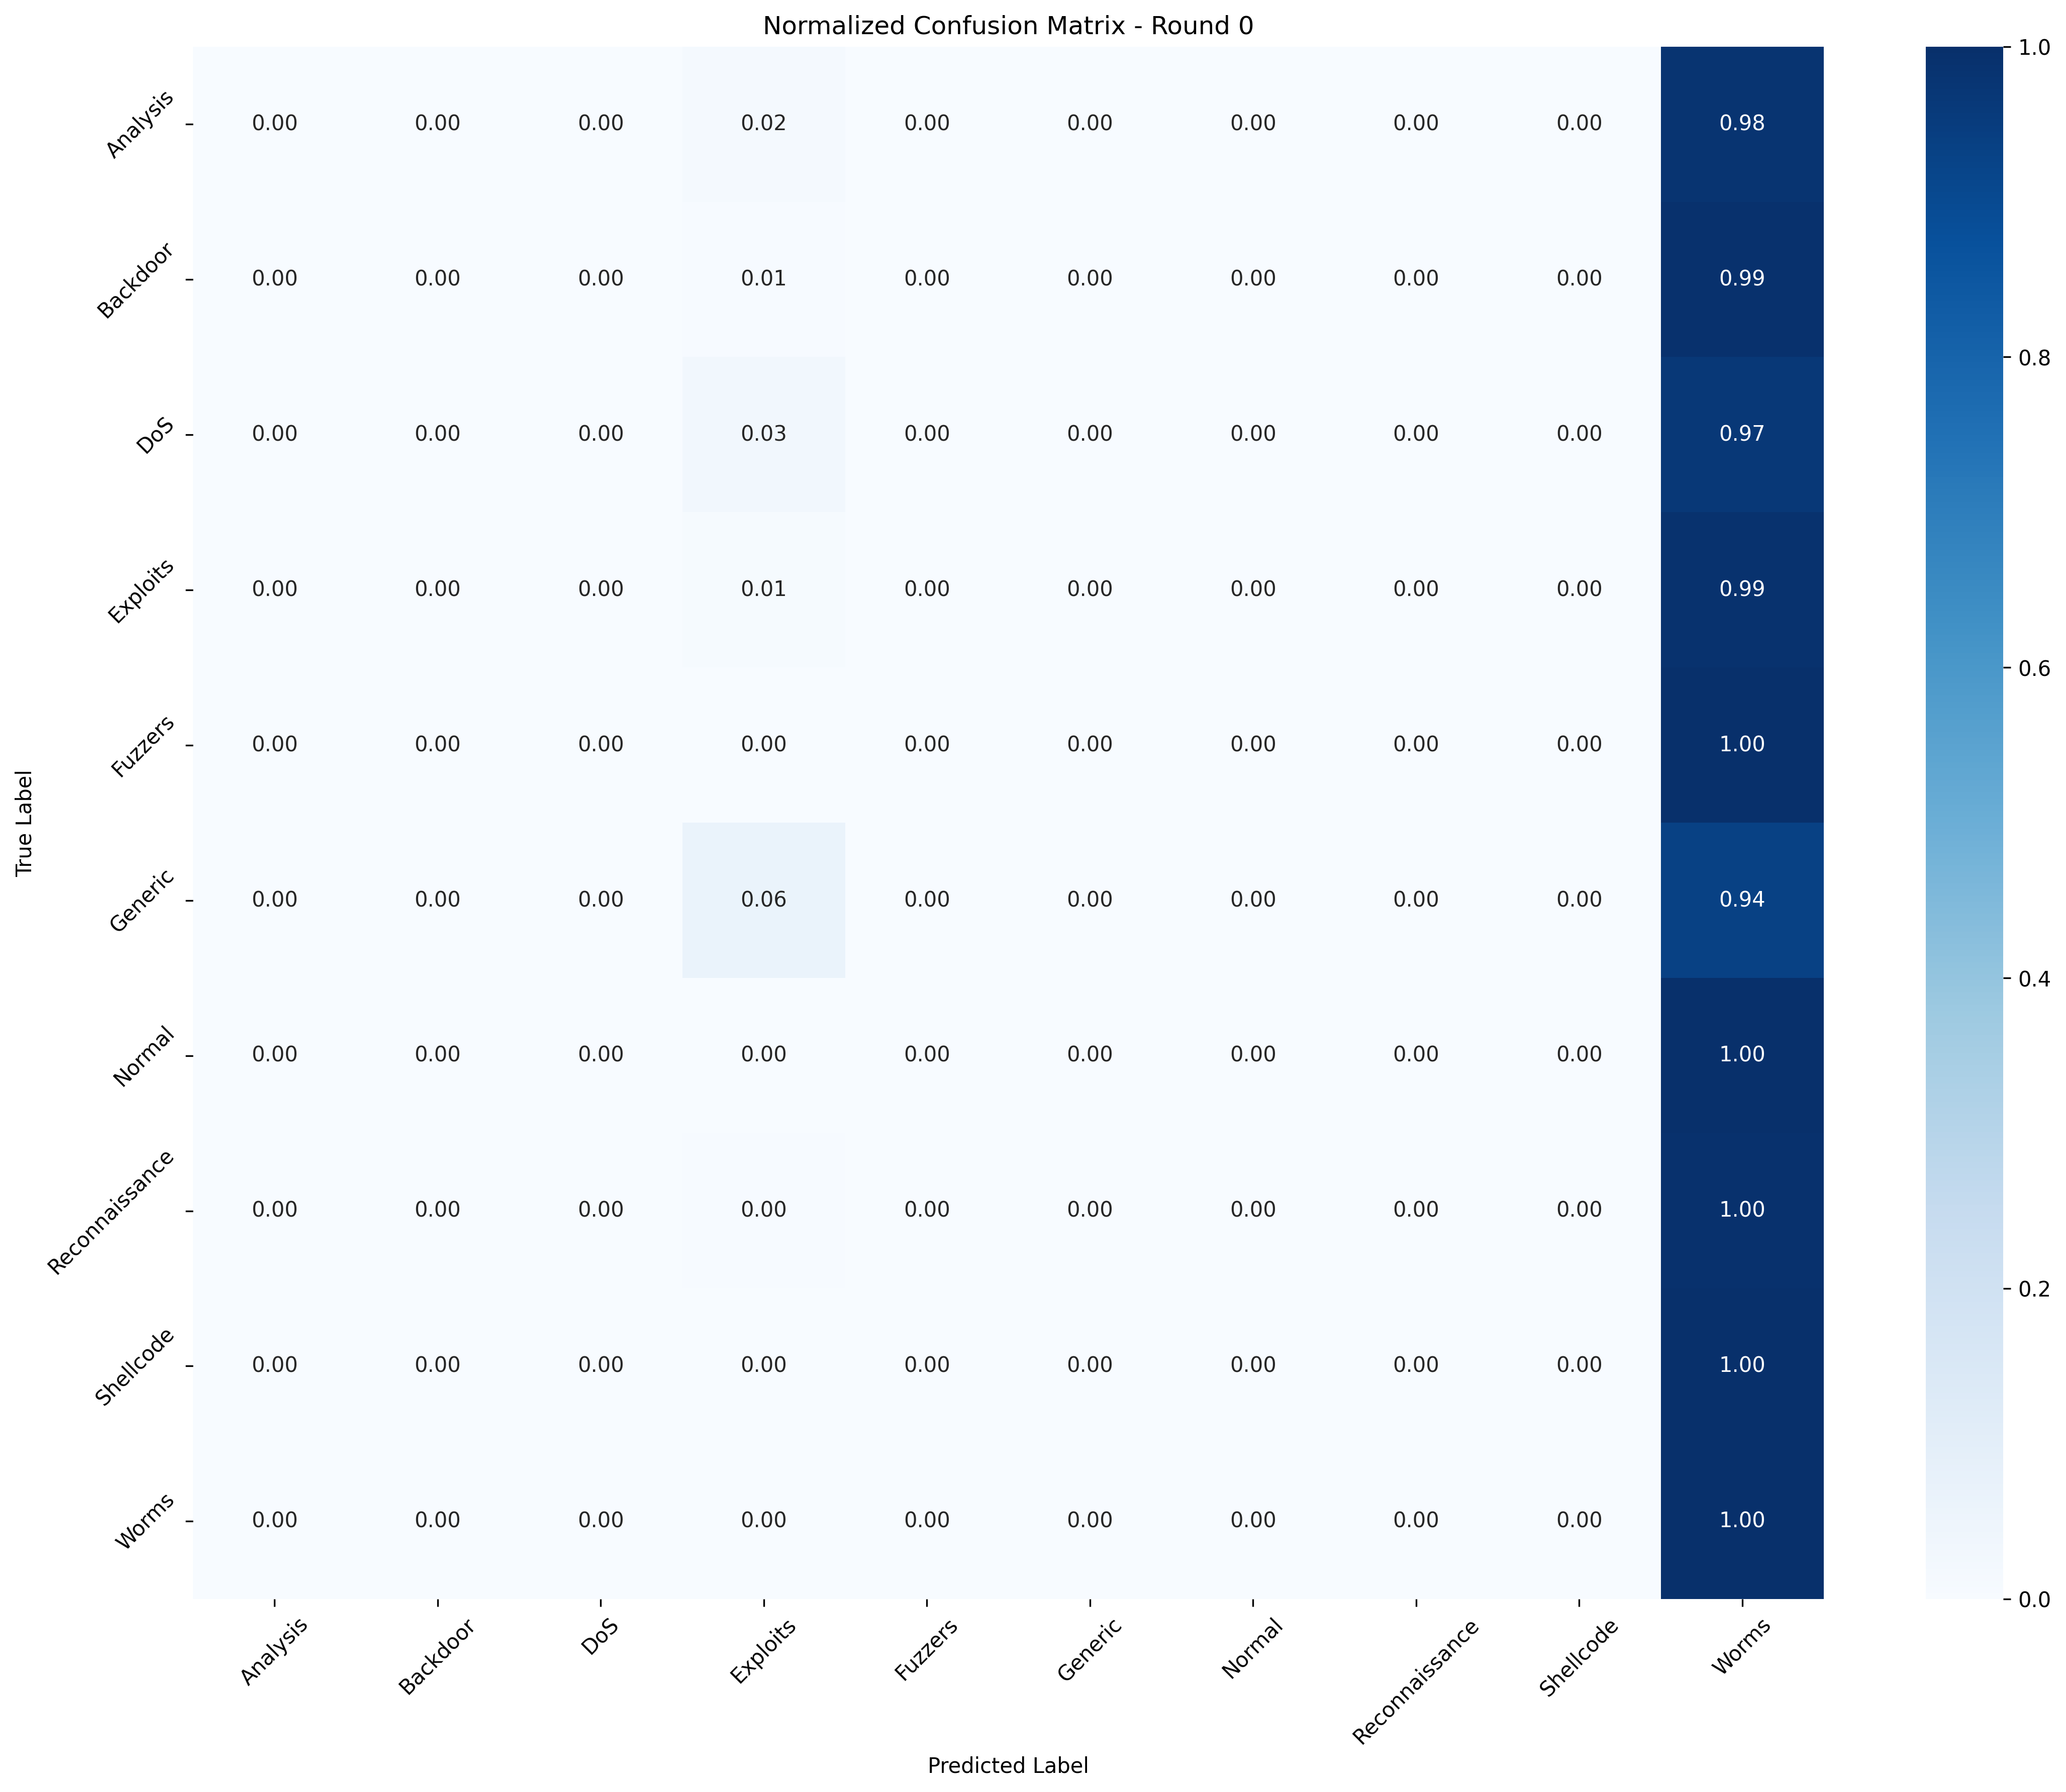 Normalized Confusion Matrix - Round 0
Analysis 0.00 0.00 0.00 0.02 0.00 0.00 0.00 0.00 0.00 0.98
Backdoor 0.00 0.00 0.00 0.01 0.00 0.00 0.00 0.00 0.00 0.99
DoS 0.00 0.00 0.00 0.03 0.00 0.00 0.00 0.00 0.00 0.97
Exploits 0.00 0.00 0.00 0.01 0.00 0.00 0.00 0.00 0.00 0.99
Fuzzers 0.00 0.00 0.00 0.00 0.00 0.00 0.00 0.00 0.00 1.00
Generic 0.00 0.00 0.00 0.06 0.00 0.00 0.00 0.00 0.00 0.94
Normal 0.00 0.00 0.00 0.00 0.00 0.00 0.00 0.00 0.00 1.00
Reconnaissance 0.00 0.00 0.00 0.00 0.00 0.00 0.00 0.00 0.00 1.00
Shellcode 0.00 0.00 0.00 0.00 0.00 0.00 0.00 0.00 0.00 1.00
Worms 0.00 0.00 0.00 0.00 0.00 0.00 0.00 0.00 0.00 1.00
Analysis Backdoor DoS Exploits Fuzzers Generic Normal Reconnaissance Shellcode Worms
Predicted Label
True Label
1.0
0.8
0.6
0.4
0.2
0.0